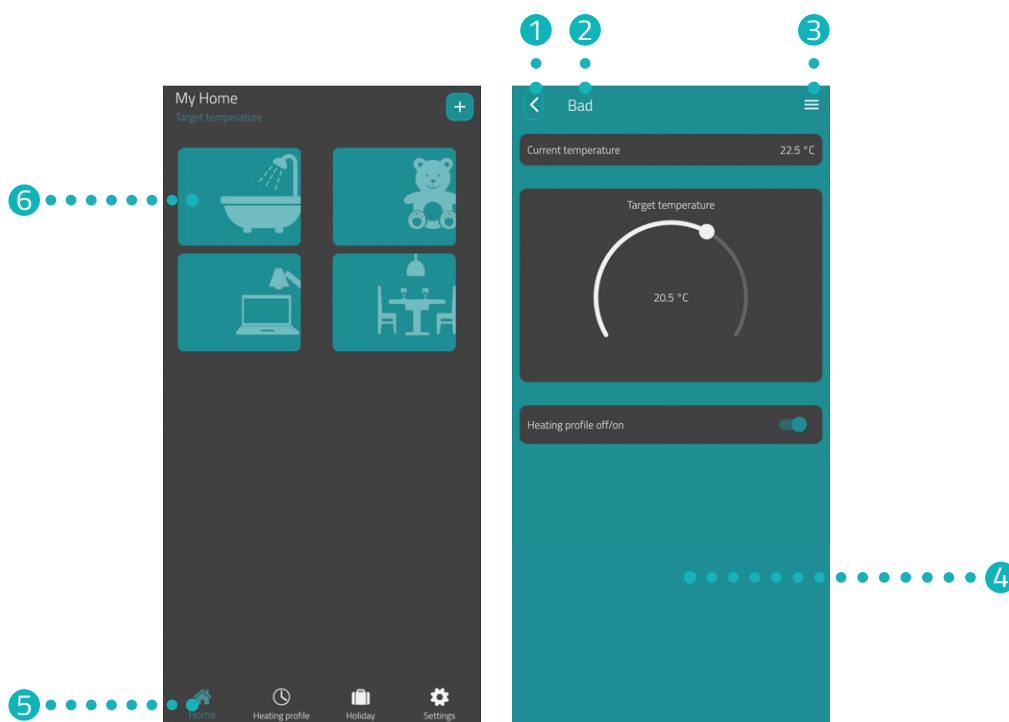 1 2 3
My Home
Target temperature
+
6
5
Home Heating profile Holiday Settings
Bad
Current temperature 22.5 °C
Target temperature
20.5 °C
Heating profile off/on
4